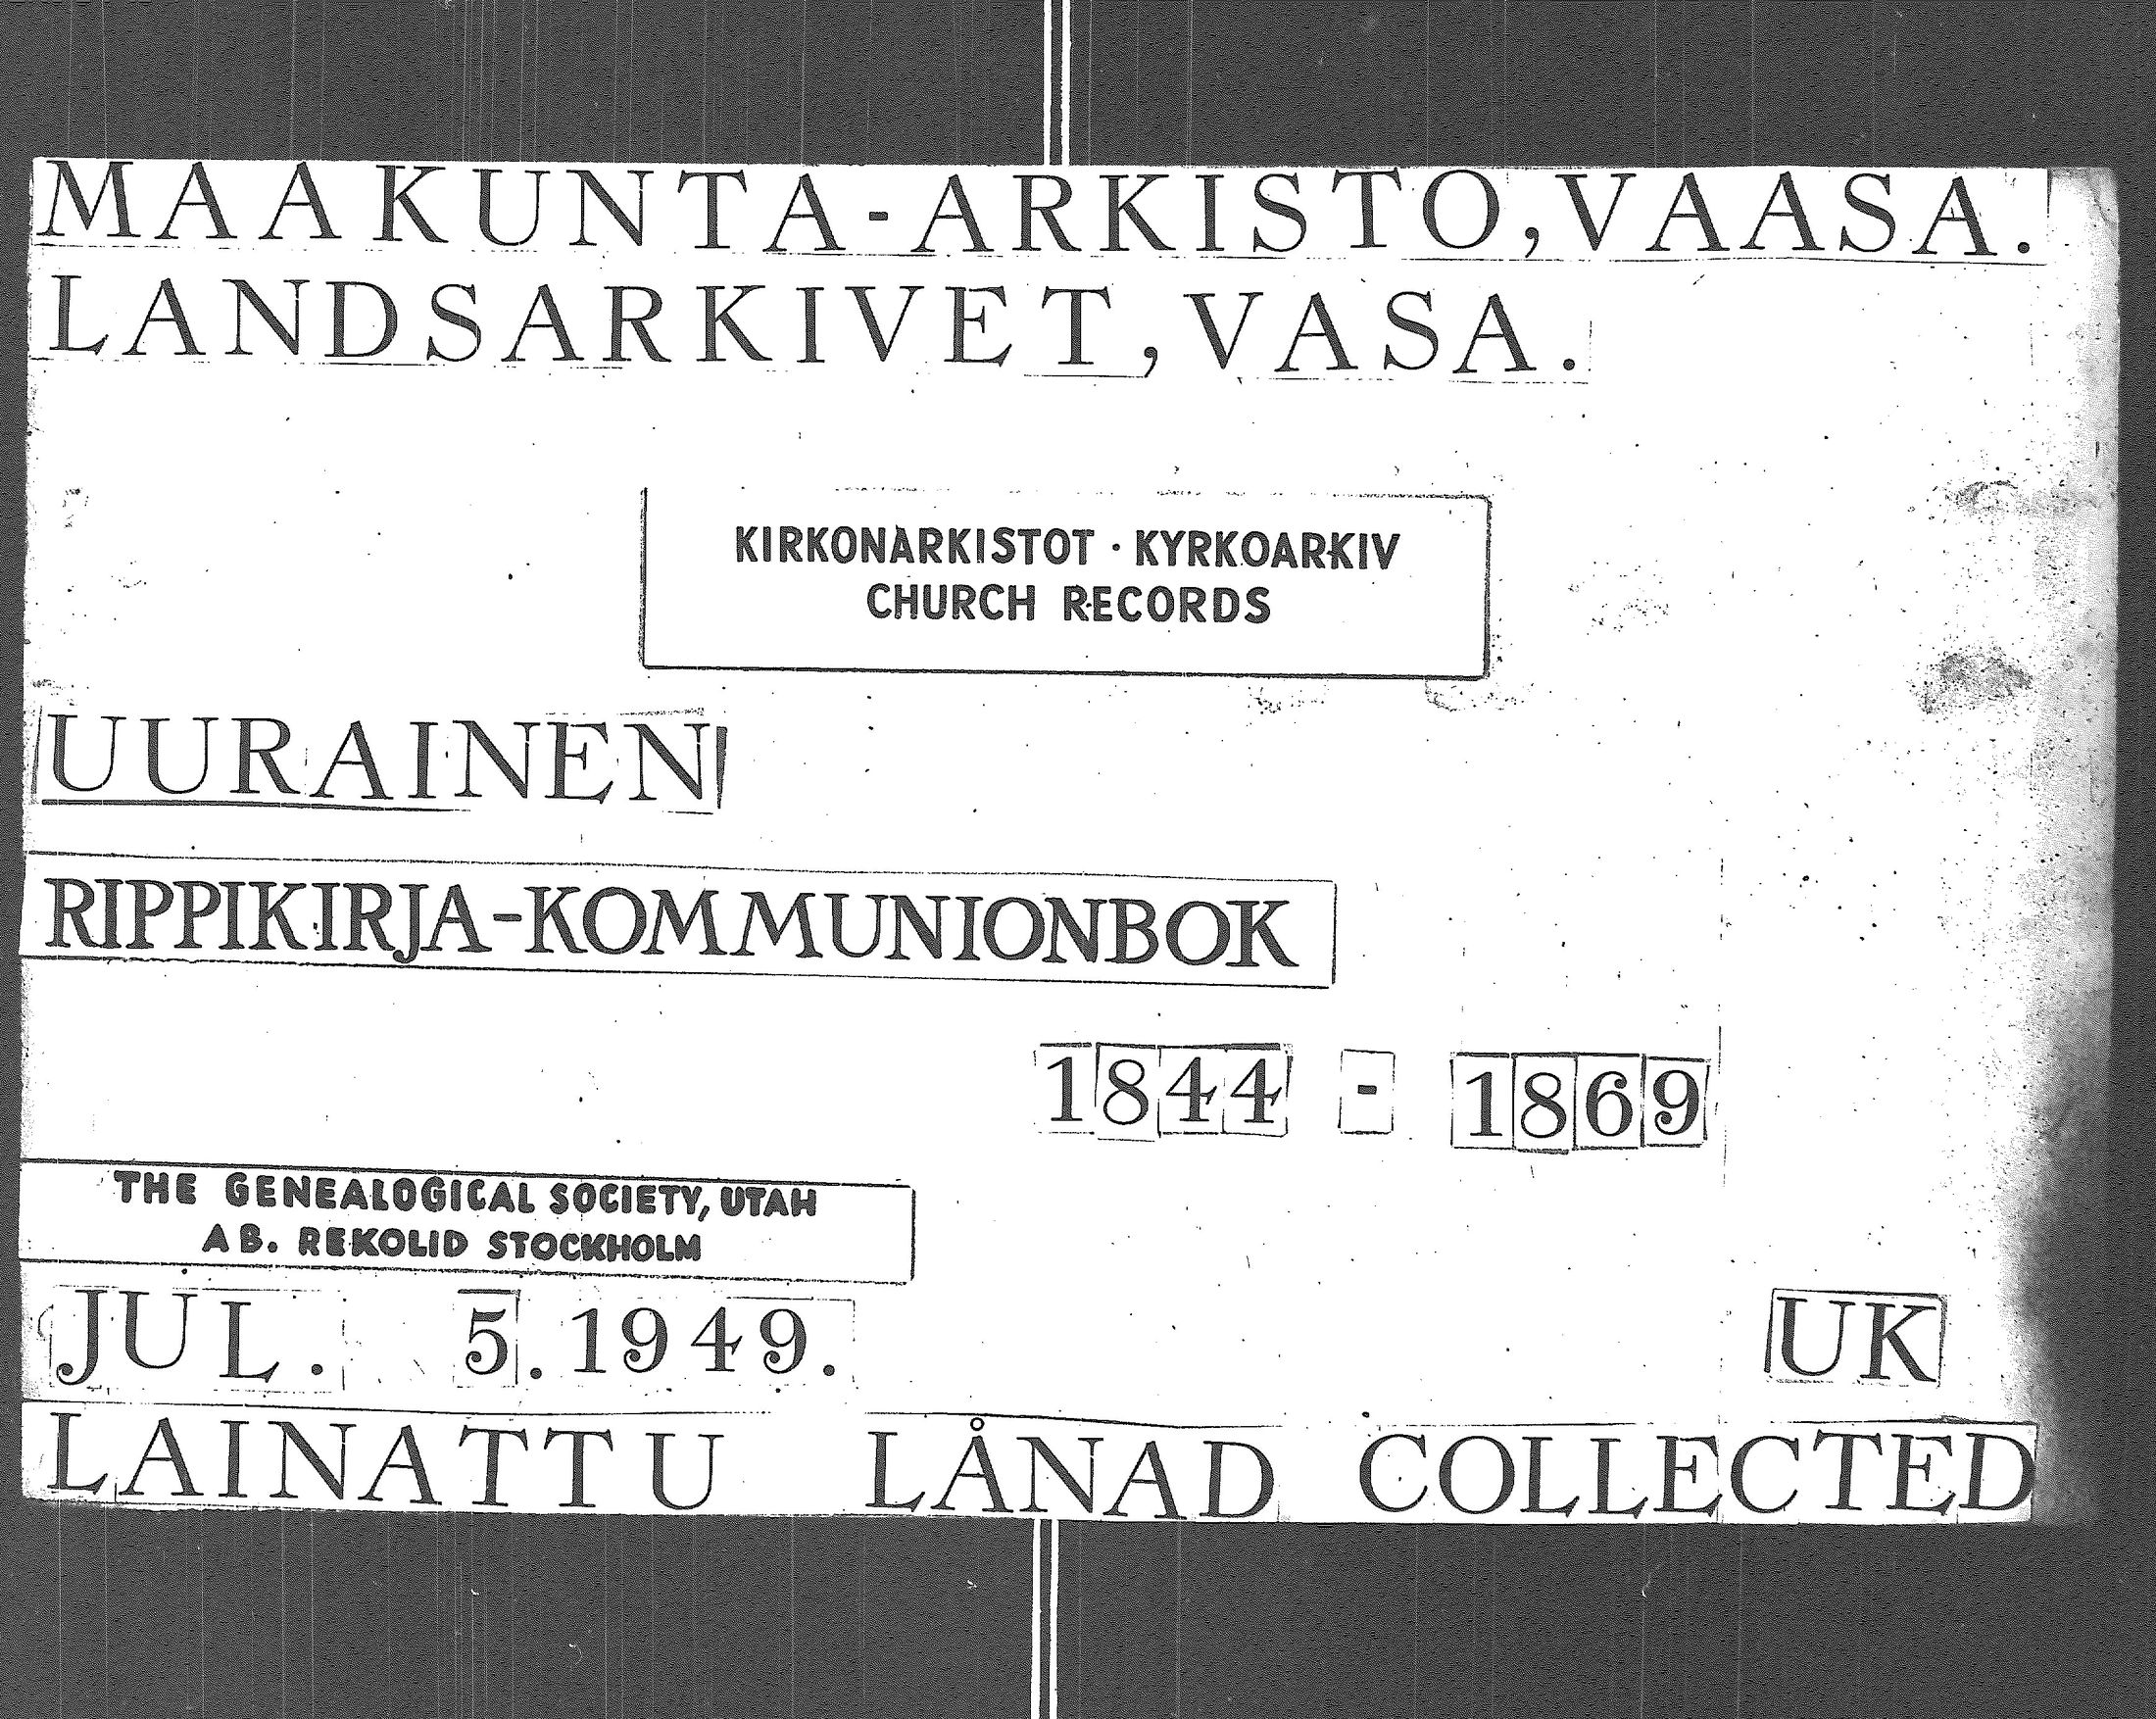 MAAKUNTA-ARKISTO, VAASA.
LANDSARKIVET, VASA.
KIRKONARKISTOT · KYRKOARKIV
CHURCH RECORDS
UURAINEN
RIPPIKIRJA-KOMMUNIONBOK
1844 - 1869
THE GENEALOGICAL SOCIETY, UTAH
AB. REKOLID STOCKHOLM
JUL. 5. 1949. UK
LAINATTU LÅNAD COLLECTED